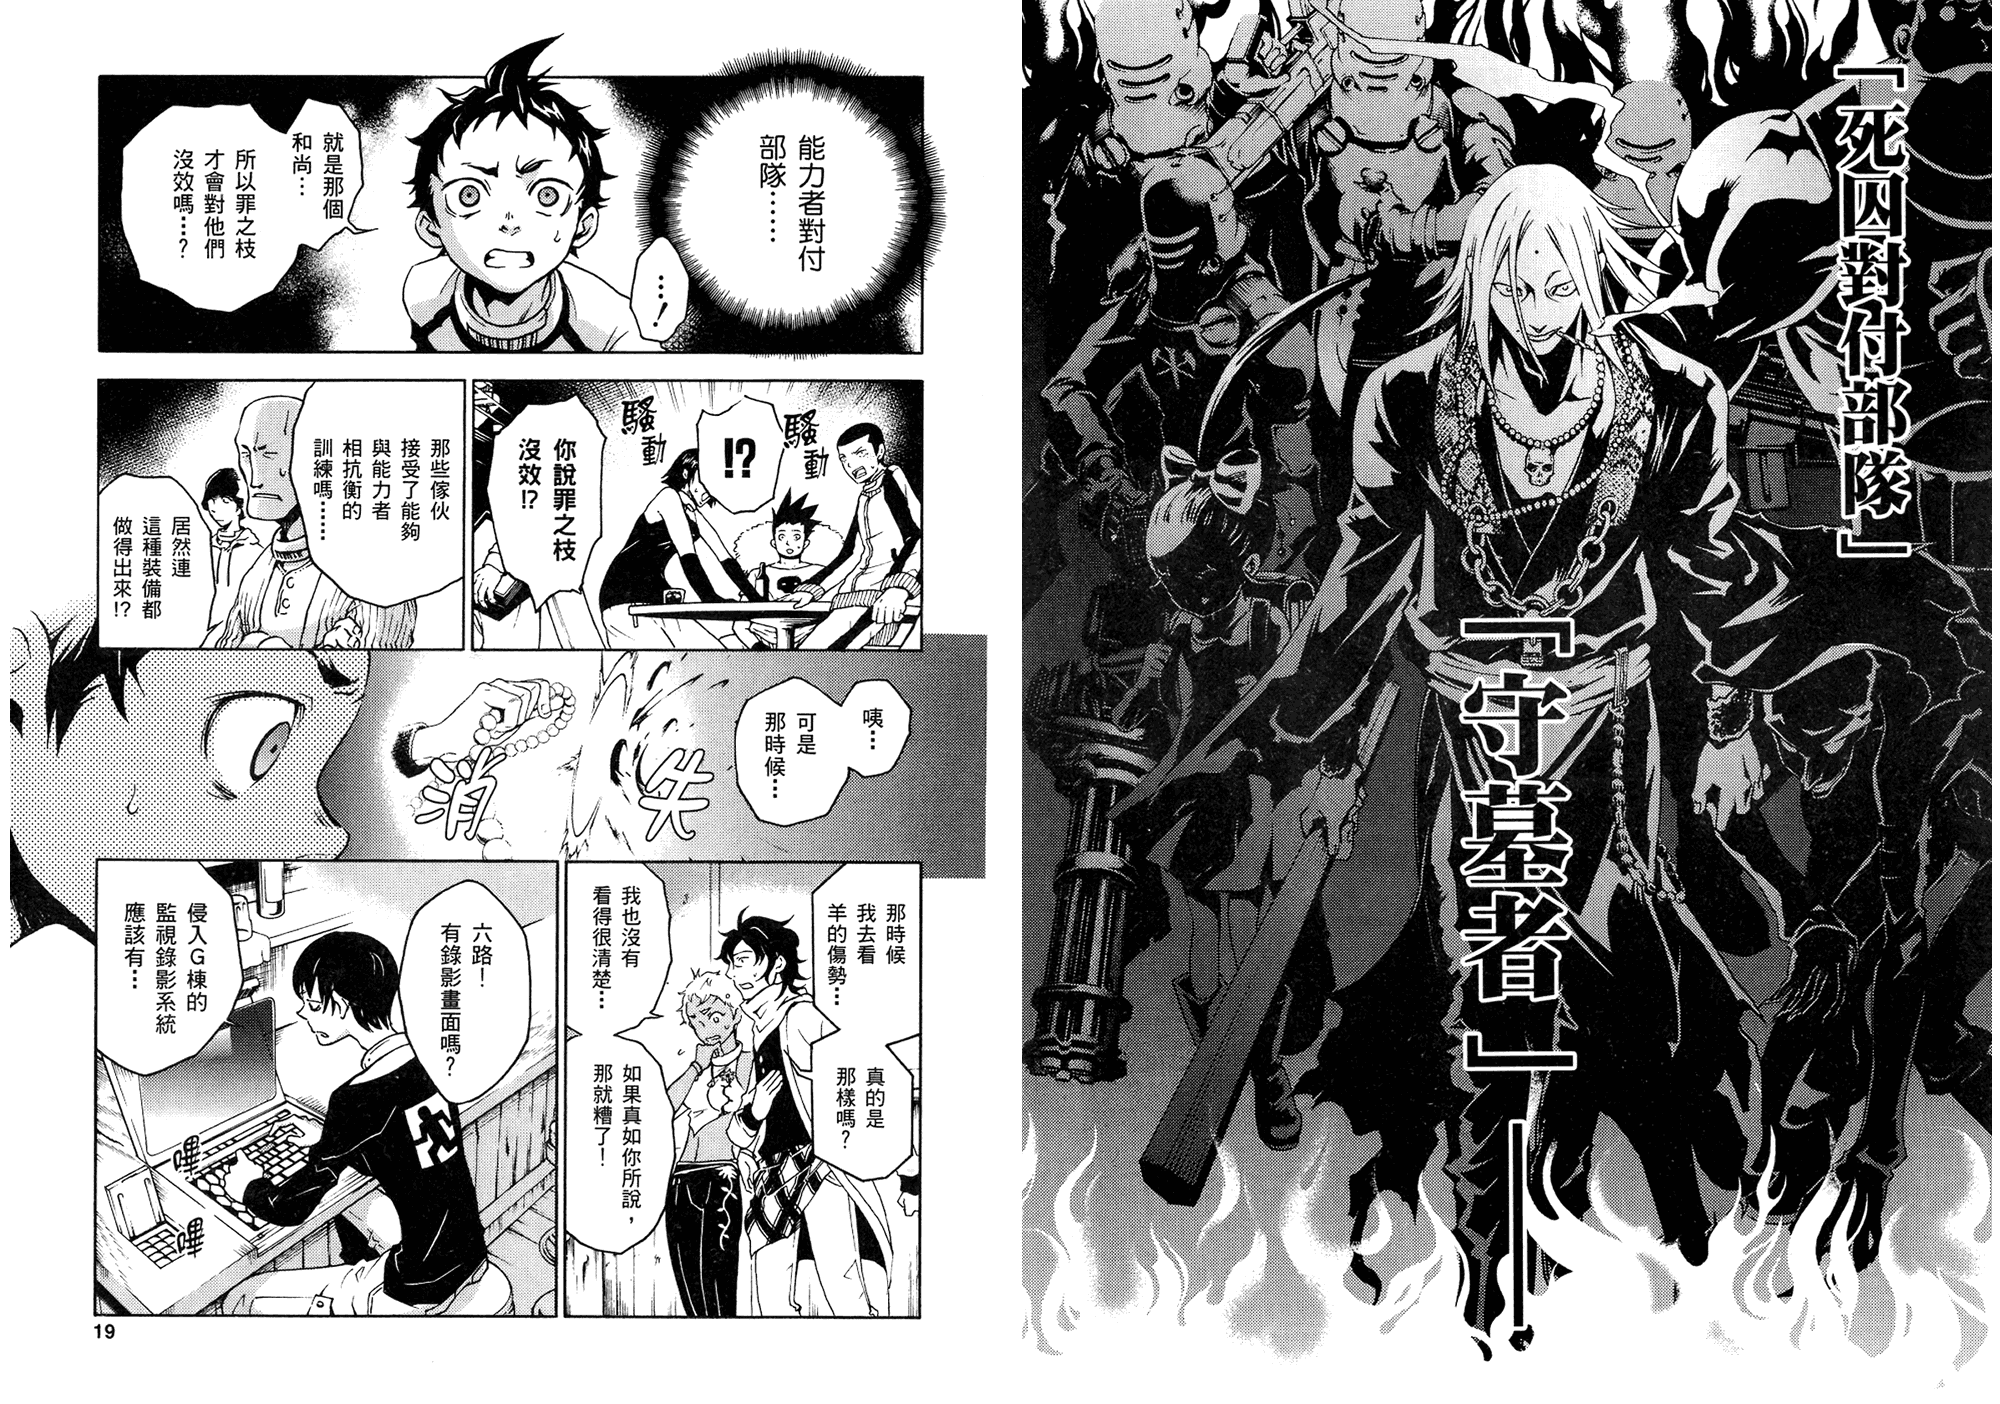 「死囚對付部隊」
「守墓者」──
能力者對付
部隊……
…！
就是那個
和尚…
所以罪之枝
才會對他們
沒效嗎…？
騷動
!?
騷動
你說罪之枝
沒效!?
那些傢伙
接受了能夠
與能力者
相抗衡的
訓練嗎……
居然連
這種裝備都
做得出來!?
咦…
可是
那時候…
消失
那時候
我去看
羊的傷勢…
真的是
那樣嗎？
我也沒有
看得很清楚…
如果真如你所說，
那就糟了！
六路！
有錄影畫面嗎？
侵入G棟的
監視錄影系統
應該有…
嗶
嗶
19